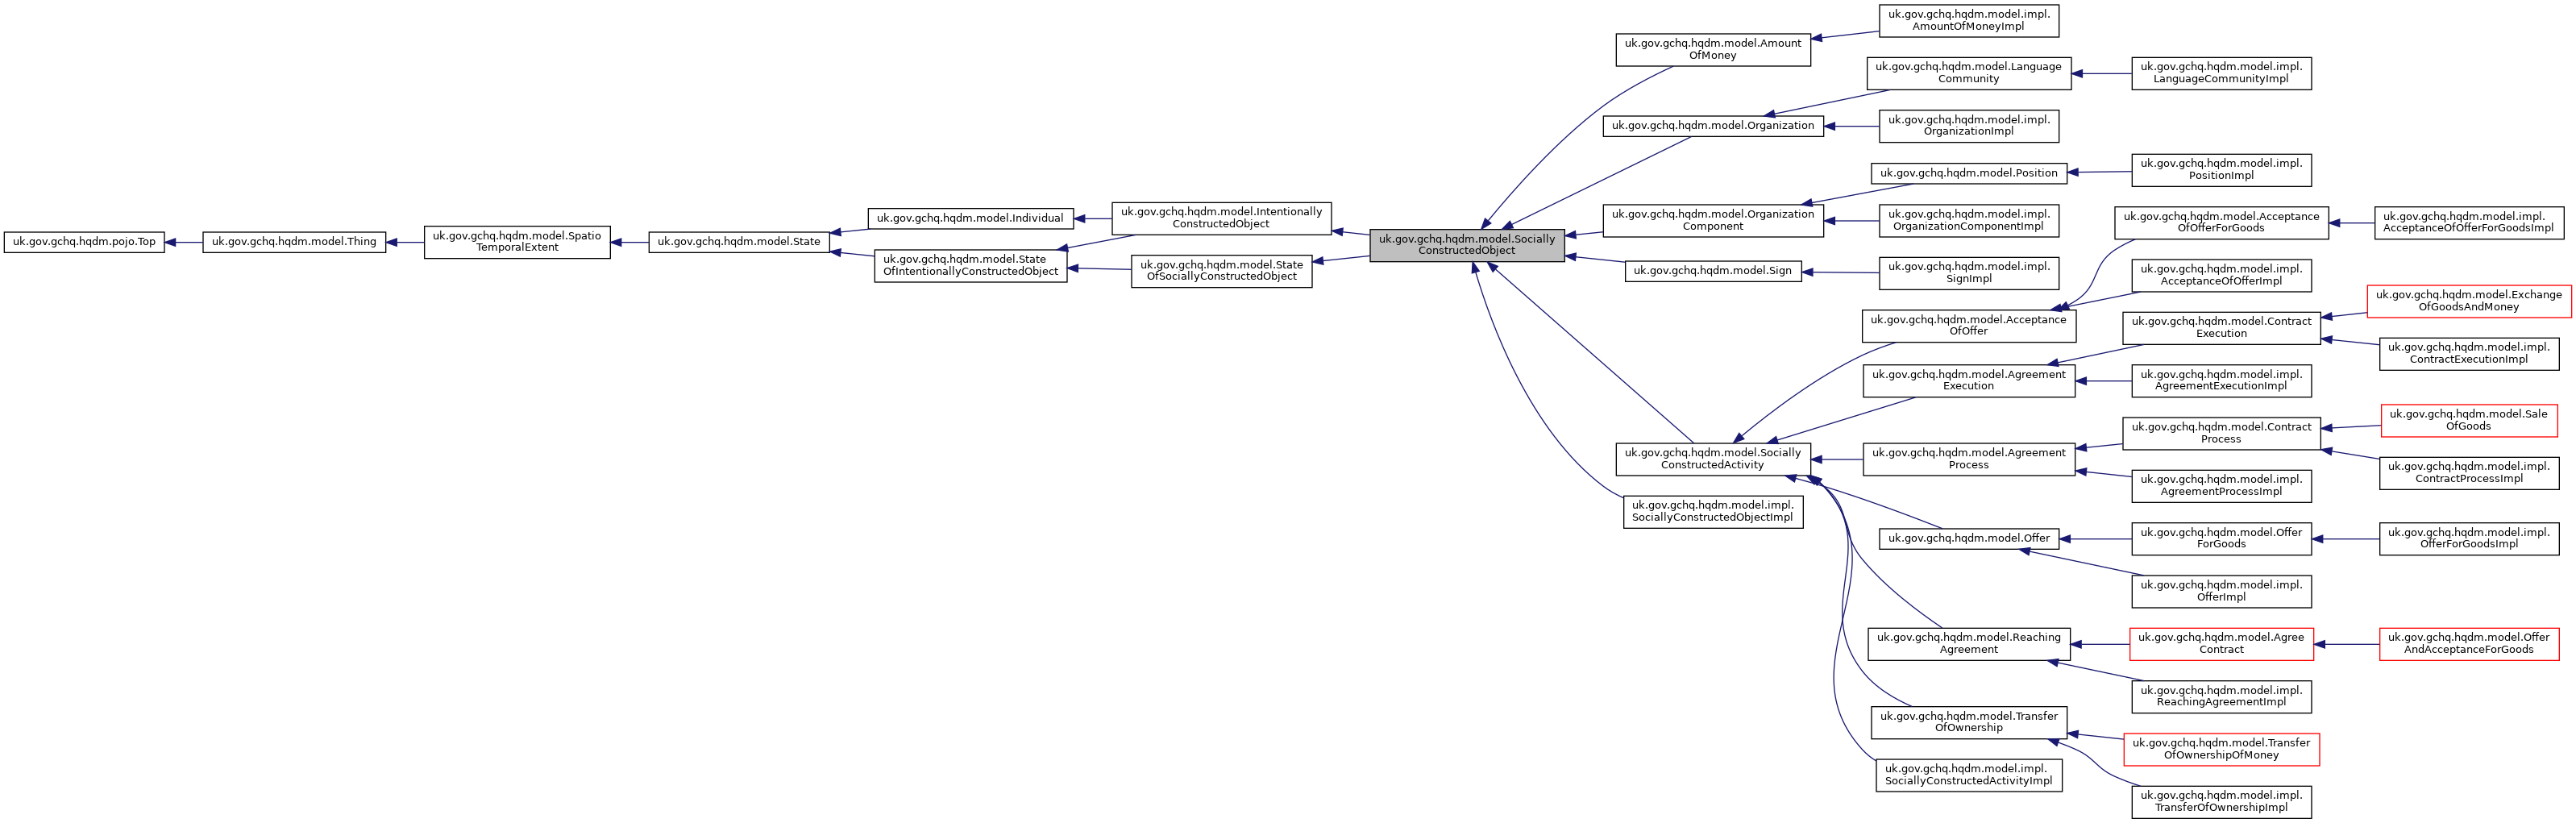 uk.gov.gchq.hqdm.pojo.Top
uk.gov.gchq.hqdm.model.Thing
uk.gov.gchq.hqdm.model.Spatio
TemporalExtent
uk.gov.gchq.hqdm.model.State
uk.gov.gchq.hqdm.model.Individual
uk.gov.gchq.hqdm.model.State
OfIntentionallyConstructedObject
uk.gov.gchq.hqdm.model.Intentionally
ConstructedObject
uk.gov.gchq.hqdm.model.State
OfSociallyConstructedObject
uk.gov.gchq.hqdm.model.Socially
ConstructedObject
uk.gov.gchq.hqdm.model.Amount
OfMoney
uk.gov.gchq.hqdm.model.Organization
uk.gov.gchq.hqdm.model.Organization
Component
uk.gov.gchq.hqdm.model.Sign
uk.gov.gchq.hqdm.model.Socially
ConstructedActivity
uk.gov.gchq.hqdm.model.impl.
SociallyConstructedObjectImpl
uk.gov.gchq.hqdm.model.impl.
AmountOfMoneyImpl
uk.gov.gchq.hqdm.model.Language
Community
uk.gov.gchq.hqdm.model.impl.
OrganizationImpl
uk.gov.gchq.hqdm.model.Position
uk.gov.gchq.hqdm.model.impl.
OrganizationComponentImpl
uk.gov.gchq.hqdm.model.impl.
SignImpl
uk.gov.gchq.hqdm.model.Acceptance
OfOffer
uk.gov.gchq.hqdm.model.Agreement
Execution
uk.gov.gchq.hqdm.model.Agreement
Process
uk.gov.gchq.hqdm.model.Offer
uk.gov.gchq.hqdm.model.Reaching
Agreement
uk.gov.gchq.hqdm.model.Transfer
OfOwnership
uk.gov.gchq.hqdm.model.impl.
SociallyConstructedActivityImpl
uk.gov.gchq.hqdm.model.impl.
LanguageCommunityImpl
uk.gov.gchq.hqdm.model.impl.
PositionImpl
uk.gov.gchq.hqdm.model.Acceptance
OfOfferForGoods
uk.gov.gchq.hqdm.model.impl.
AcceptanceOfOfferImpl
uk.gov.gchq.hqdm.model.Contract
Execution
uk.gov.gchq.hqdm.model.impl.
AgreementExecutionImpl
uk.gov.gchq.hqdm.model.Contract
Process
uk.gov.gchq.hqdm.model.impl.
AgreementProcessImpl
uk.gov.gchq.hqdm.model.Offer
ForGoods
uk.gov.gchq.hqdm.model.impl.
OfferImpl
uk.gov.gchq.hqdm.model.Agree
Contract
uk.gov.gchq.hqdm.model.impl.
ReachingAgreementImpl
uk.gov.gchq.hqdm.model.Transfer
OfOwnershipOfMoney
uk.gov.gchq.hqdm.model.impl.
TransferOfOwnershipImpl
uk.gov.gchq.hqdm.model.impl.
AcceptanceOfOfferForGoodsImpl
uk.gov.gchq.hqdm.model.Exchange
OfGoodsAndMoney
uk.gov.gchq.hqdm.model.impl.
ContractExecutionImpl
uk.gov.gchq.hqdm.model.Sale
OfGoods
uk.gov.gchq.hqdm.model.impl.
ContractProcessImpl
uk.gov.gchq.hqdm.model.impl.
OfferForGoodsImpl
uk.gov.gchq.hqdm.model.Offer
AndAcceptanceForGoods